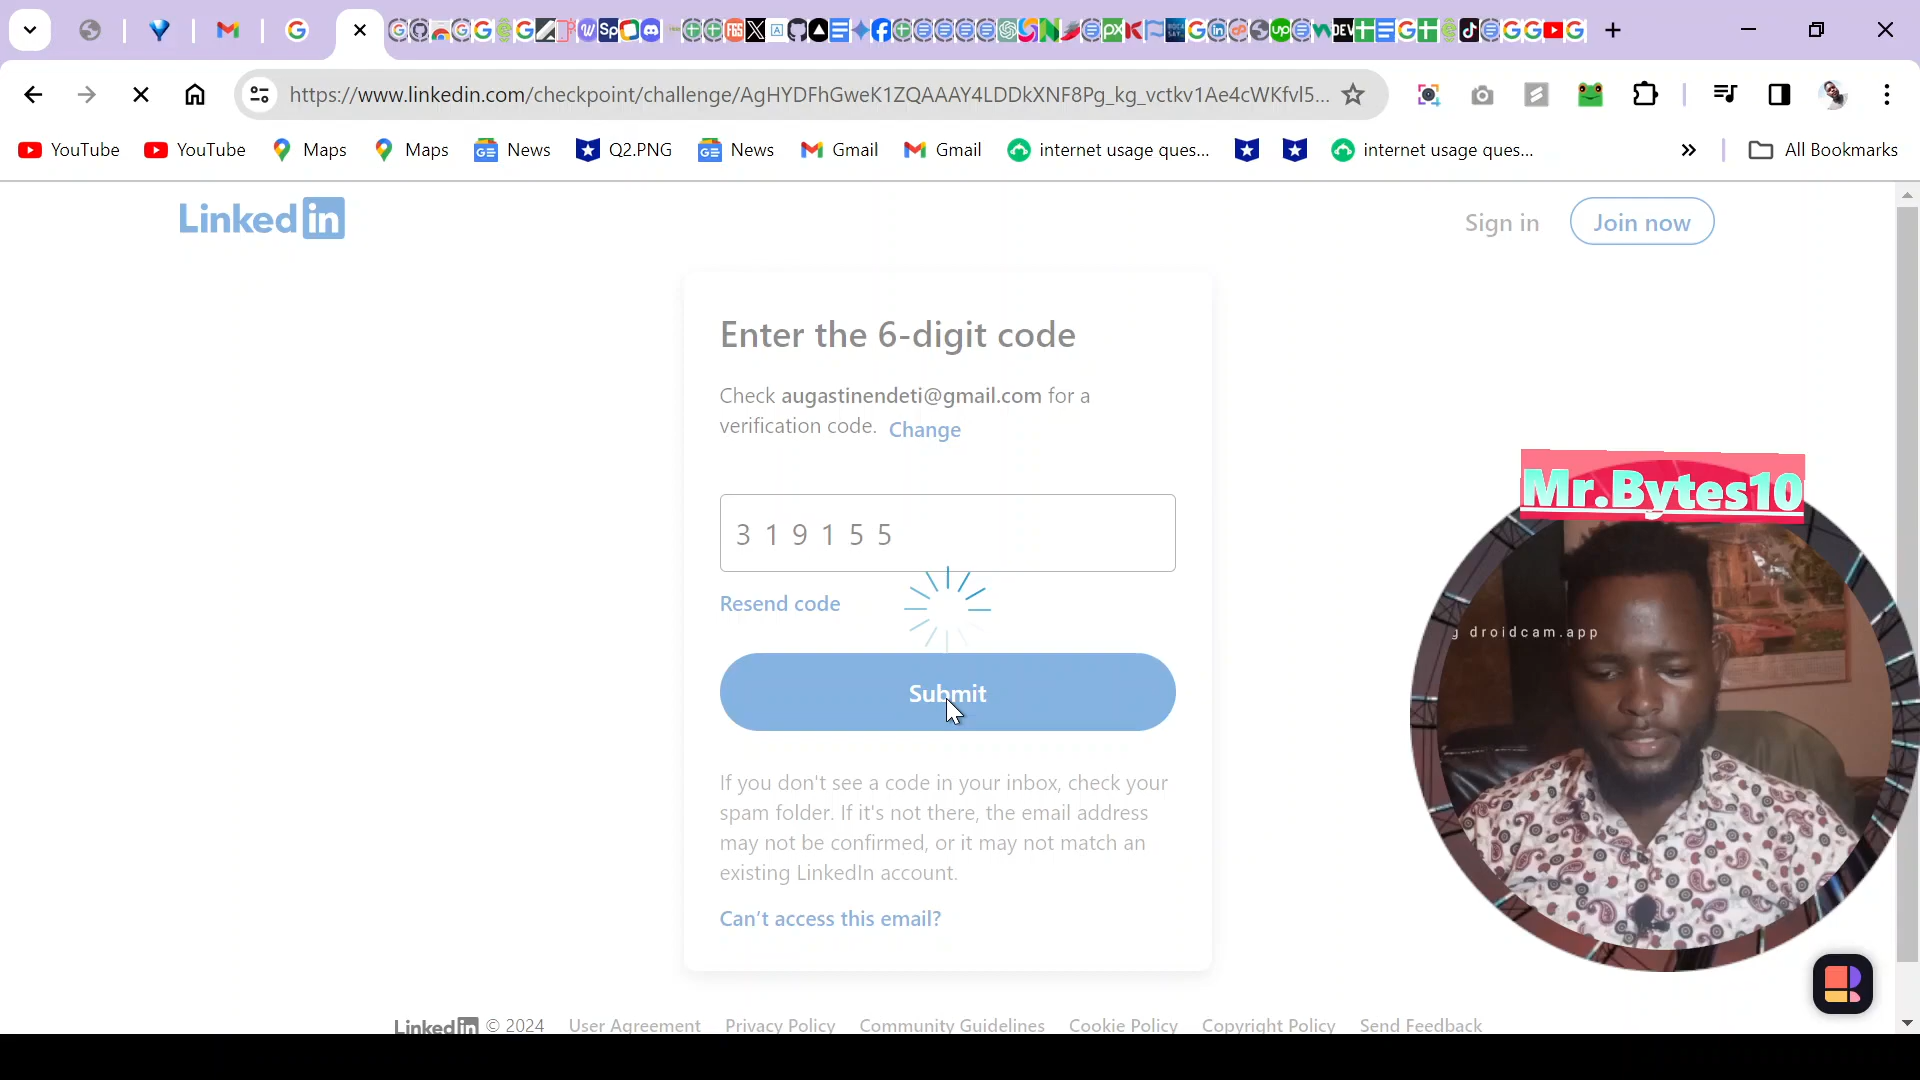 https://www.linkedin.com/checkpoint/challenge/AgHYDFhGweK1ZQAAAY4LDDkXNF8Pg_kg_vctkv1Ae4cWKfvI5...
YouTube YouTube Maps Maps News Q2.PNG News Gmail Gmail internet usage ques... internet usage ques... » All Bookmarks
Linked in Sign in Join now
Enter the 6-digit code
Check augastinendeti@gmail.com for a
verification code. Change
Mr.Bytes10
3 1 9 1 5 5
droidcam.app
Resend code
Submit
If you don't see a code in your inbox, check your
spam folder. If it's not there, the email address
may not be confirmed, or it may not match an
existing LinkedIn account.
Can't access this email?
Linked in © 2024 User Agreement Privacy Policy Community Guidelines Cookie Policy Copyright Policy Send Feedback